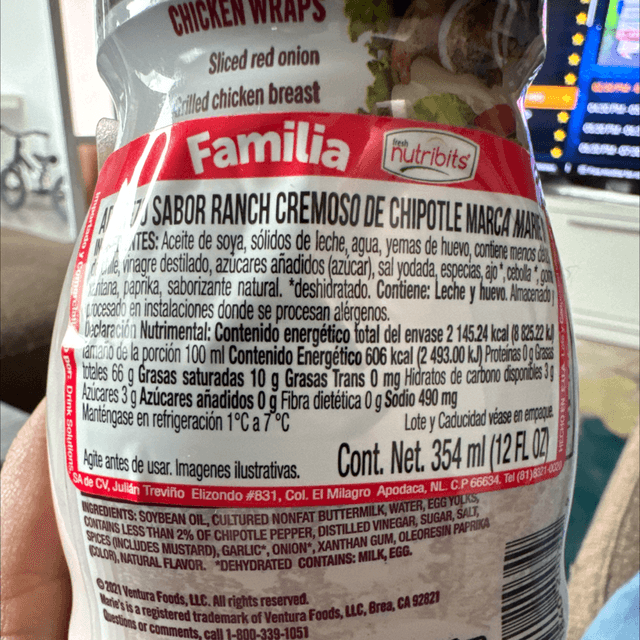 CHICKEN WRAPS
Sliced red onion
Grilled chicken breast
Familia
fresh
nutribits
SABOR RANCH CREMOSO DE CHIPOTLE MARCA
Aceite de soya, sólidos de leche, agua, yemas de huevo, contiene menos
vinagre destilado, azúcares añadidos (azúcar), sal yodada, especias, ajo*, cebolla*,
paprika, saborizante natural. *deshidratado. Contiene: Leche y huevo. Almacenado
procesado en instalaciones donde se procesan alérgenos.
Declaración Nutrimental: Contenido energético total del envase 2 145.24 kcal (8 825.22 kJ)
Tamaño de la porción 100 ml Contenido Energético 606 kcal (2 493.00 kJ) Proteínas 0 g Grasas
totales 66 g Grasas saturadas 10 g Grasas Trans 0 mg Hidratos de carbono disponibles 3 g
Azúcares 3 g Azúcares añadidos 0 g Fibra dietética 0 g Sodio 490 mg
Manténgase en refrigeración 1°C a 7°C
Lote y Caducidad véase en empaque.
Agite antes de usar. Imagenes ilustrativas.
Cont. Net. 354 ml (12 FL OZ)
por: Drink Solutions
SA de CV, Julián Treviño Elizondo #831, Col. El Milagro Apodaca, NL. C.P 66634. Tel (81)8321-
HECHO EN
INGREDIENTS: SOYBEAN OIL, CULTURED NONFAT BUTTERMILK, WATER, EGG YOLKS,
CONTAINS LESS THAN 2% OF CHIPOTLE PEPPER, DISTILLED VINEGAR, SUGAR, SALT,
SPICES (INCLUDES MUSTARD), GARLIC*, ONION*, XANTHAN GUM, OLEORESIN PAPRIKA
(COLOR), NATURAL FLAVOR. *DEHYDRATED CONTAINS: MILK, EGG.
© 2021 Ventura Foods, LLC. All rights reserved.
Marie's is a registered trademark of Ventura Foods, LLC, Brea, CA 92821
Questions or comments, call 1-800-339-1051